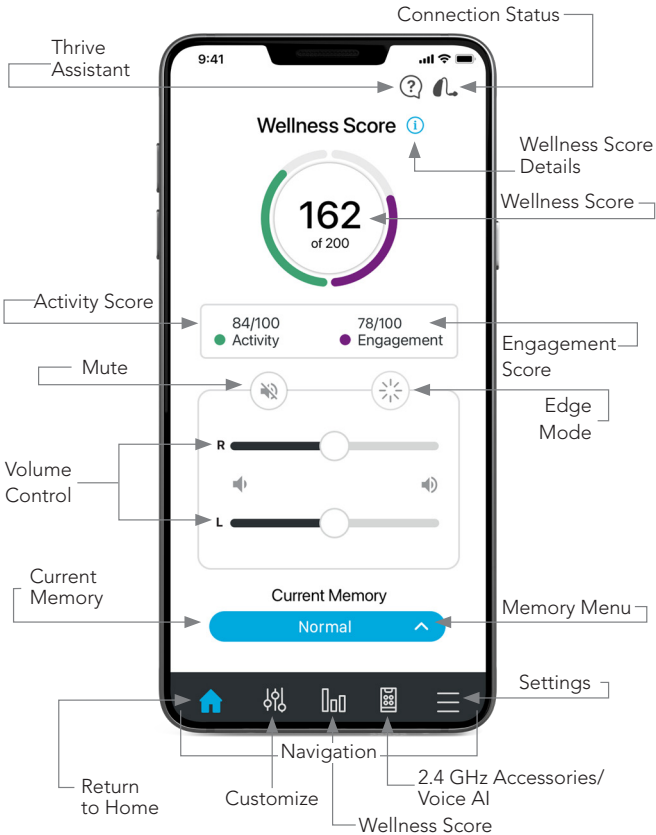 Connection Status
Thrive
Assistant
9:41
?
Wellness Score i
Wellness Score
Details
162
of 200
Wellness Score
Activity Score
84/100
Activity
78/100
Engagement
Engagement
Score
Mute
Edge
Mode
R
Volume
Control
L
Current
Memory
Current Memory
Normal
Memory Menu
Settings
Navigation
Return
to Home
Customize
2.4 GHz Accessories/
Voice AI
Wellness Score